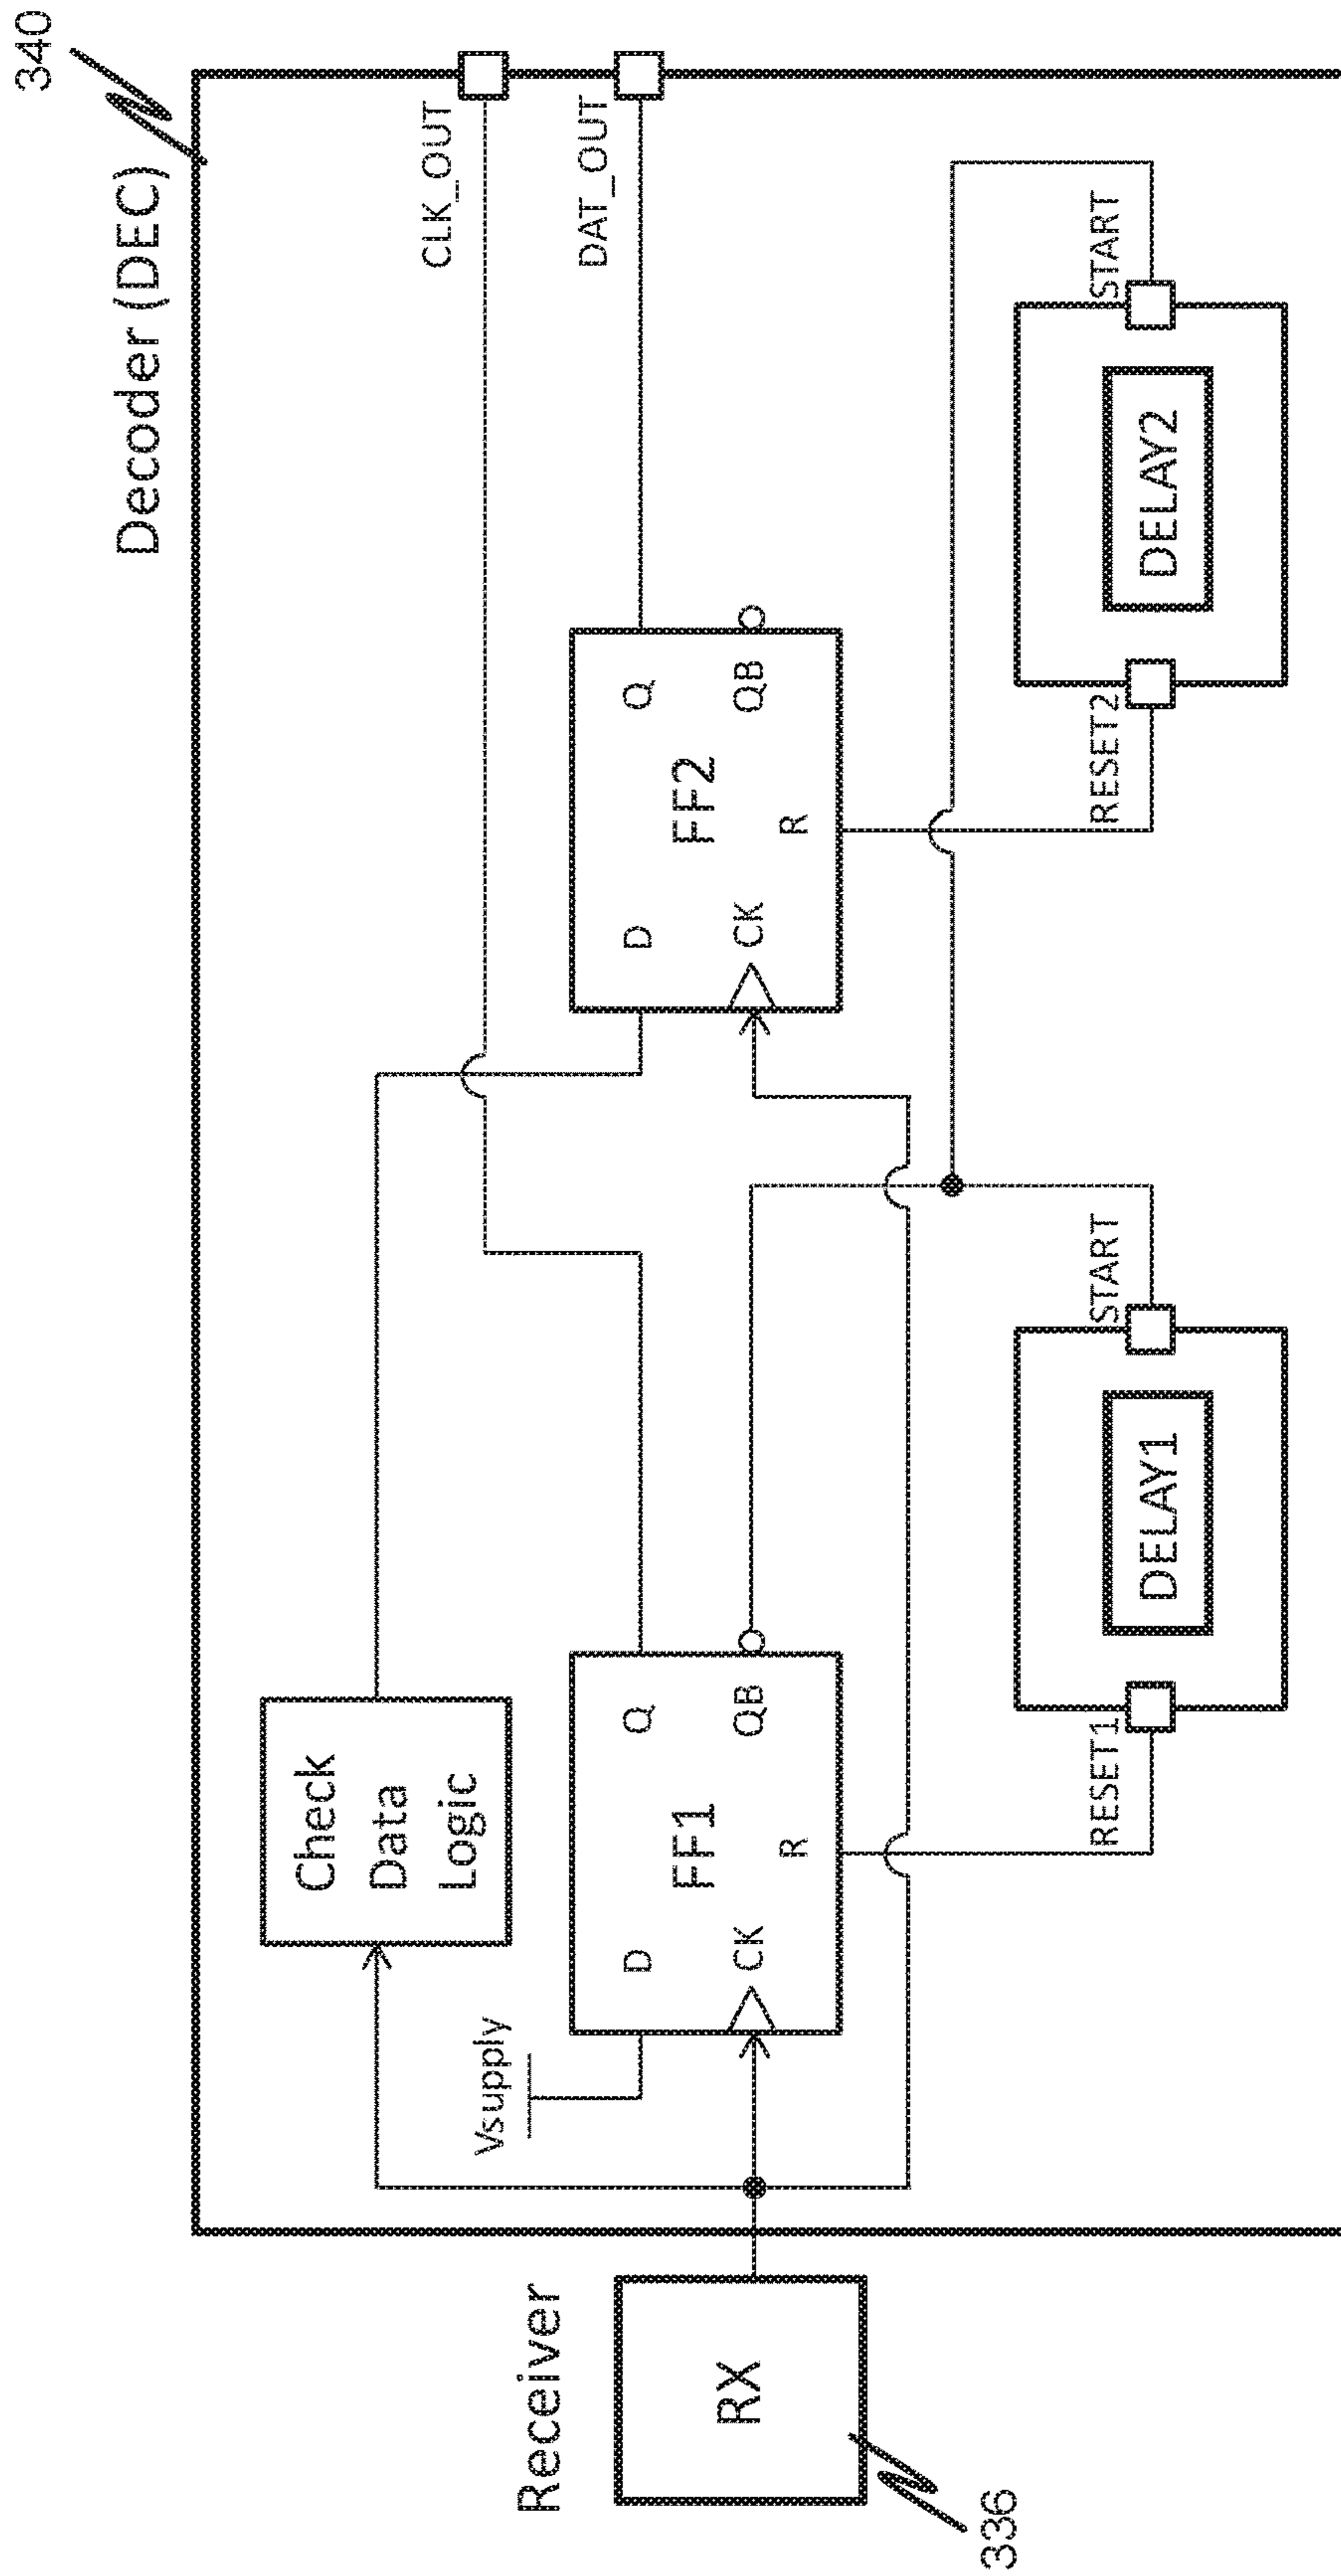 340
Decoder (DEC)
CLK_OUT
DAT_OUT
Check
Data
Logic
Vsupply
D
Q
FF1
CK
QB
R
D
Q
FF2
CK
QB
R
Receiver
RX
336
RESET1
START
DELAY1
RESET2
START
DELAY2